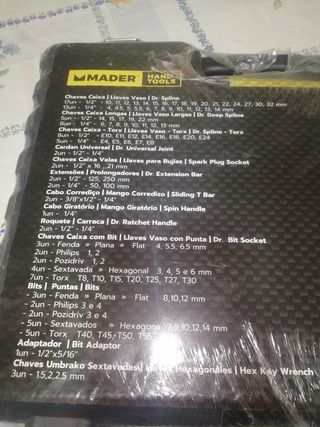 MADER
HAND TOOLS
Chaves Caixa | Llaves Vaso | Dr. Spline
17un - 1/2" - 10, 11, 12, 13, 14, 15, 16, 17, 18, 19, 20, 21, 22, 24, 27, 30, 32 mm
13un - 1/4" - 4, 4.5, 5, 5.5, 6, 7, 8, 9, 10, 11, 12, 13, 14 mm
Chaves Caixa Longas | Llaves Vaso Largas | Dr. Deep Spline
5un - 1/2" - 14, 15, 17, 19, 22 mm
8un - 1/4" - 6, 7, 8, 9, 10, 11, 12, 13 mm
Chaves Caixa - Torx | Llaves Vaso - Torx | Dr. Spline - Torx
8un - 1/2" - E10, E11, E12, E14, E16, E18, E20, E24
5un - 1/4" - E4, E5, E6, E7, E8
Cardan Universal | Dr. Universal Joint
2un - 1/2" - 1/4"
Chaves Caixa Velas | Llaves para Bujias | Spark Plug Socket
2un - 1/2" x 16, 21 mm
Extensões | Prolongadores | Dr. Extension Bar
2un - 1/2" - 125, 250 mm
2un - 1/4" - 50, 100 mm
Cabo Corrediço | Mango Corredizo | Sliding T Bar
2un - 3/8"x1/2" - 1/4"
Cabo Giratório | Mango Giratório | Spin Handle
1un - 1/4"
Roquete | Carraca | Dr. Ratchet Handle
2un - 1/2" - 1/4"
Chaves Caixa com Bit | Llaves Vaso con Punta | Dr. Bit Socket
3un - Fenda » Plana » Flat 4, 5.5, 6.5 mm
2un - Philips 1, 2
2un - Pozidriv 1, 2
4un - Sextavada » Hexagonal 3, 4, 5 e 6 mm
7un - Torx T8, T10, T15, T20, T25, T27, T30
Bits | Puntas | Bits
- 3un - Fenda » Plana » Flat 8,10,12 mm
- 2un - Philips 3 e 4
- 2un - Pozidriv 3 e 4
- 5un - Sextavados » Hexagona 7,8,10,12,14 mm
- 5un - Torx T40, T45, T50, T55
Adaptador | Bit Adaptor
1un - 1/2"x5/16"
Chaves Umbrako Sextavadas | Llaves Hexagonales | Hex Key Wrench
3un - 1.5,2,2.5 mm